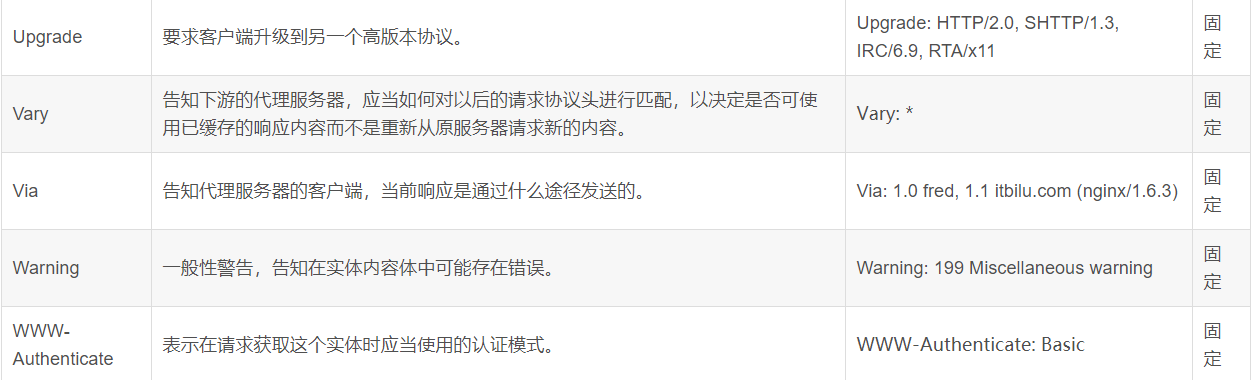 Upgrade
要求客户端升级到另一个高版本协议。
Upgrade: HTTP/2.0, SHTTP/1.3,
IRC/6.9, RTA/x11
固
定
Vary
告知下游的代理服务器，应当如何对以后的请求协议头进行匹配，以决定是否可使
用已缓存的响应内容而不是重新从原服务器请求新的内容。
Vary: *
固
定
Via
告知代理服务器的客户端，当前响应是通过什么途径发送的。
Via: 1.0 fred, 1.1 itbilu.com (nginx/1.6.3)
固
定
Warning
一般性警告，告知在实体内容体中可能存在错误。
Warning: 199 Miscellaneous warning
固
定
WWW-
Authenticate
表示在请求获取这个实体时应当使用的认证模式。
WWW-Authenticate: Basic
固
定